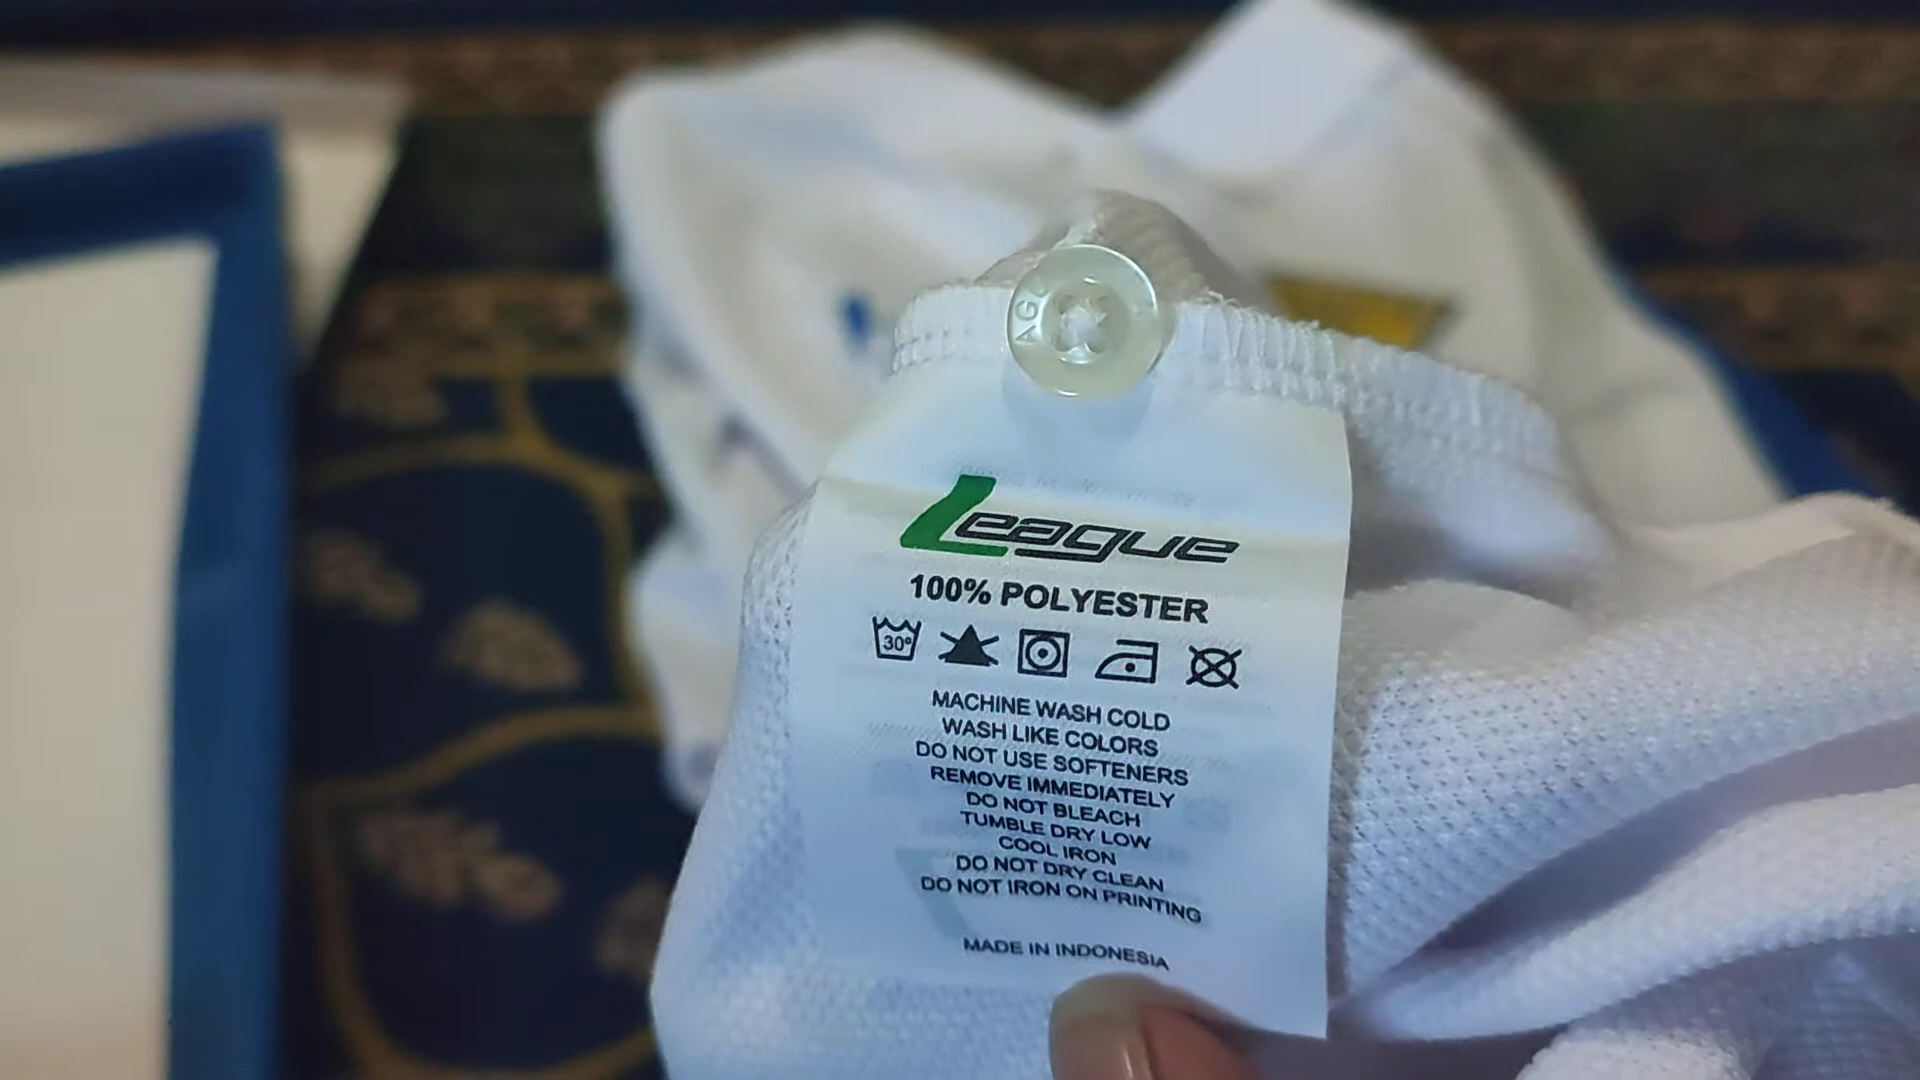 AG
League
100% POLYESTER
30°
MACHINE WASH COLD
WASH LIKE COLORS
DO NOT USE SOFTENERS
REMOVE IMMEDIATELY
DO NOT BLEACH
TUMBLE DRY LOW
COOL IRON
DO NOT DRY CLEAN
DO NOT IRON ON PRINTING
MADE IN INDONESIA